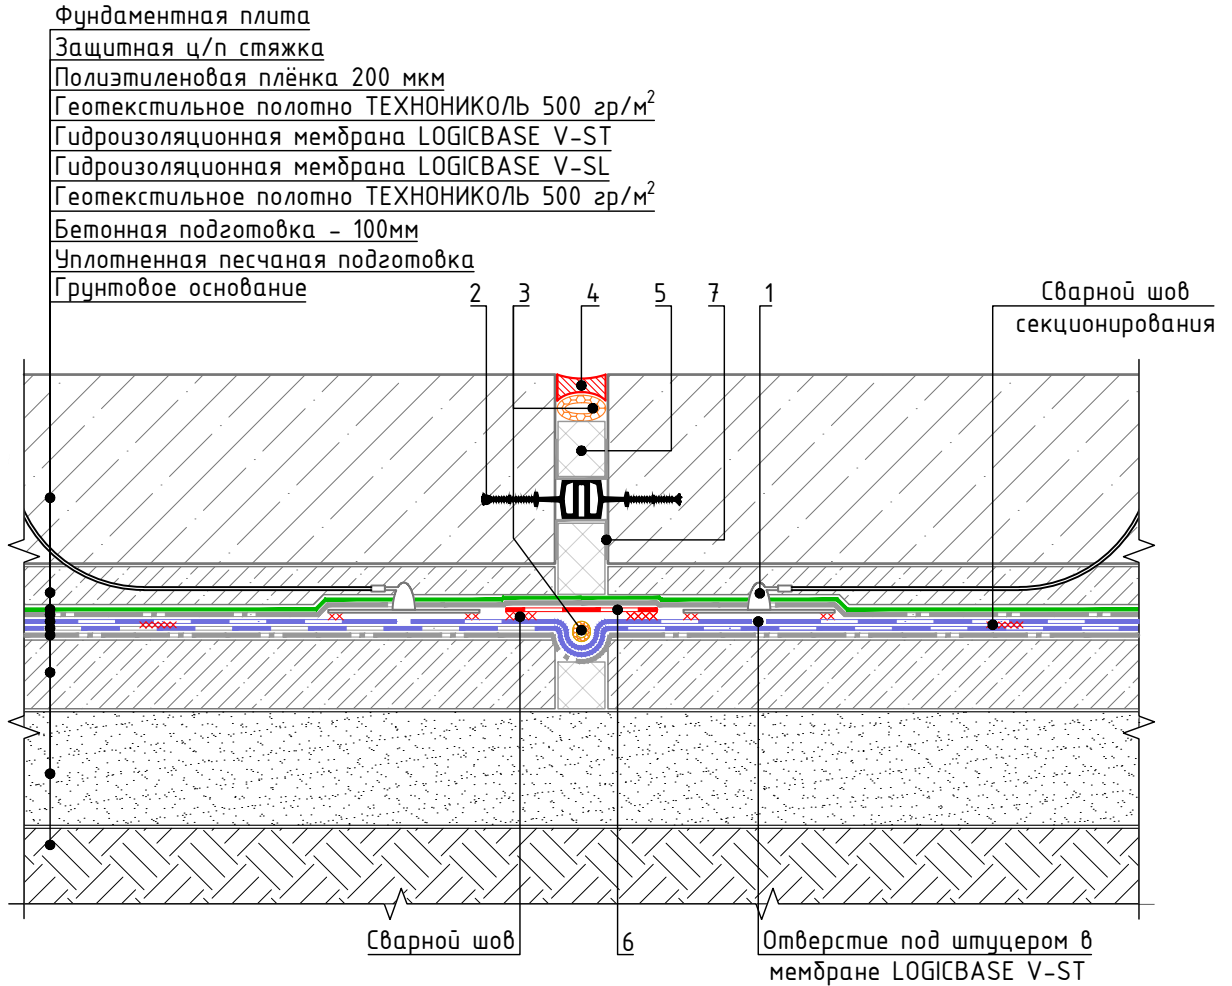 Фундаментная плита
Защитная ц/п стяжка
Полиэтиленовая плёнка 200 мкм
Геотекстильное полотно ТЕХНОНИКОЛЬ 500 гр/м²
Гидроизоляционная мембрана LOGICBASE V-ST
Гидроизоляционная мембрана LOGICBASE V-SL
Геотекстильное полотно ТЕХНОНИКОЛЬ 500 гр/м²
Бетонная подготовка - 100мм
Уплотненная песчаная подготовка
Грунтовое основание
2 3 4 5 7 1
Сварной шов
секционирования
Сварной шов
6
Отверстие под штуцером в
мембране LOGICBASE V-ST